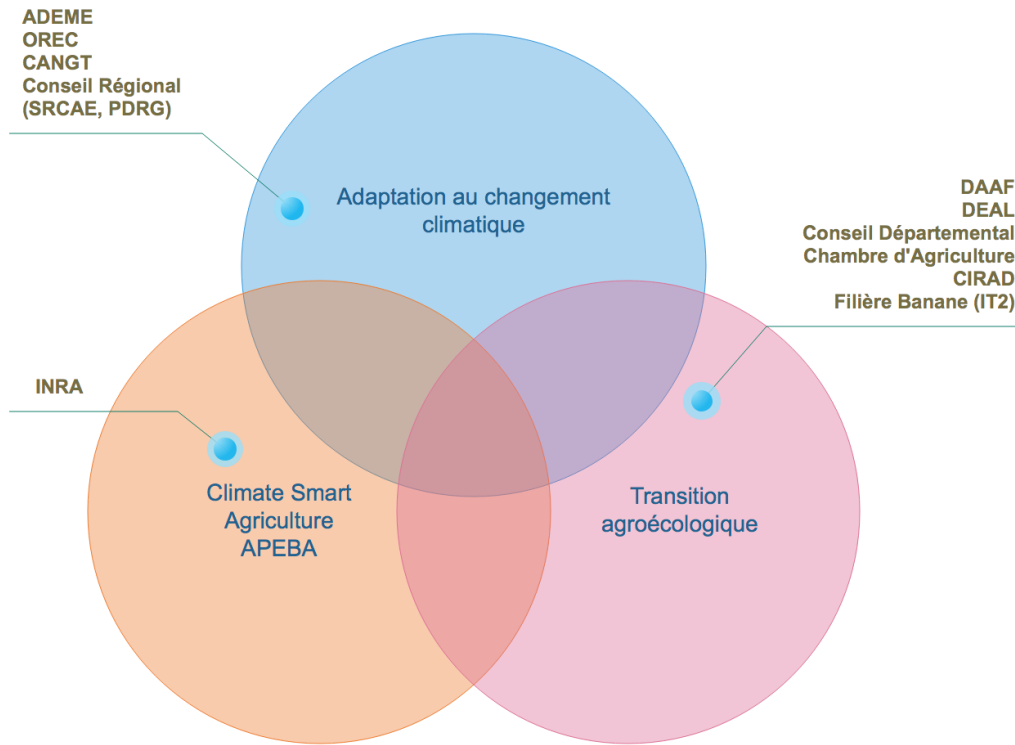 ADEME
OREC
CANGT
Conseil Régional
(SRCAE, PDRG)
Adaptation au changement
climatique
DAAF
DEAL
Conseil Départemental
Chambre d'Agriculture
CIRAD
Filière Banane (IT2)
INRA
Climate Smart
Agriculture
APEBA
Transition
agroécologique